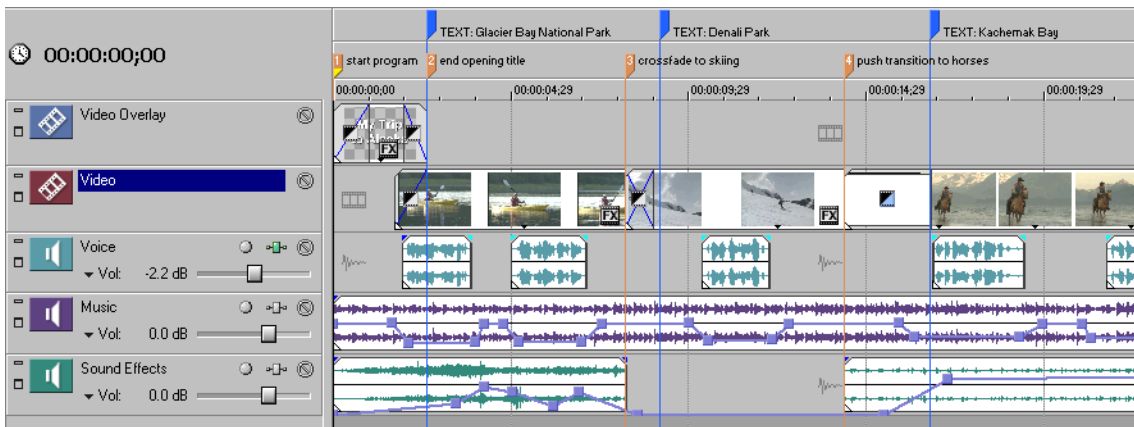 TEXT: Glacier Bay National Park
TEXT: Denali Park
TEXT: Kachemak Bay
00:00:00;00
1 start program
2 end opening title
3 crossfade to skiing
4 push transition to horses
00:00:00;00
00:00:04;29
00:00:09;29
00:00:14;29
00:00:19;29
Video Overlay
My Trip
FX
Video
FX
FX
Voice
Vol: -2.2 dB
Music
Vol: 0.0 dB
Sound Effects
Vol: 0.0 dB